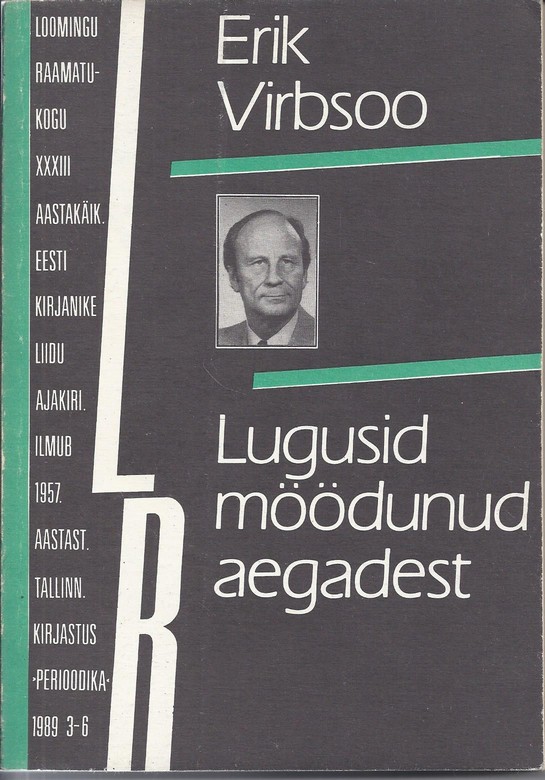 LOOMINGU
RAAMATU-
KOGU
XXXIII
AASTAKÄIK.
EESTI
KIRJANIKE
LIIDU
AJAKIRI.
ILMUB
1957.
AASTAST.
TALLINN.
KIRJASTUS
›PERIOODIKA‹
1989 3-6
LR
Erik
Virbsoo
Lugusid
möödunud
aegadest